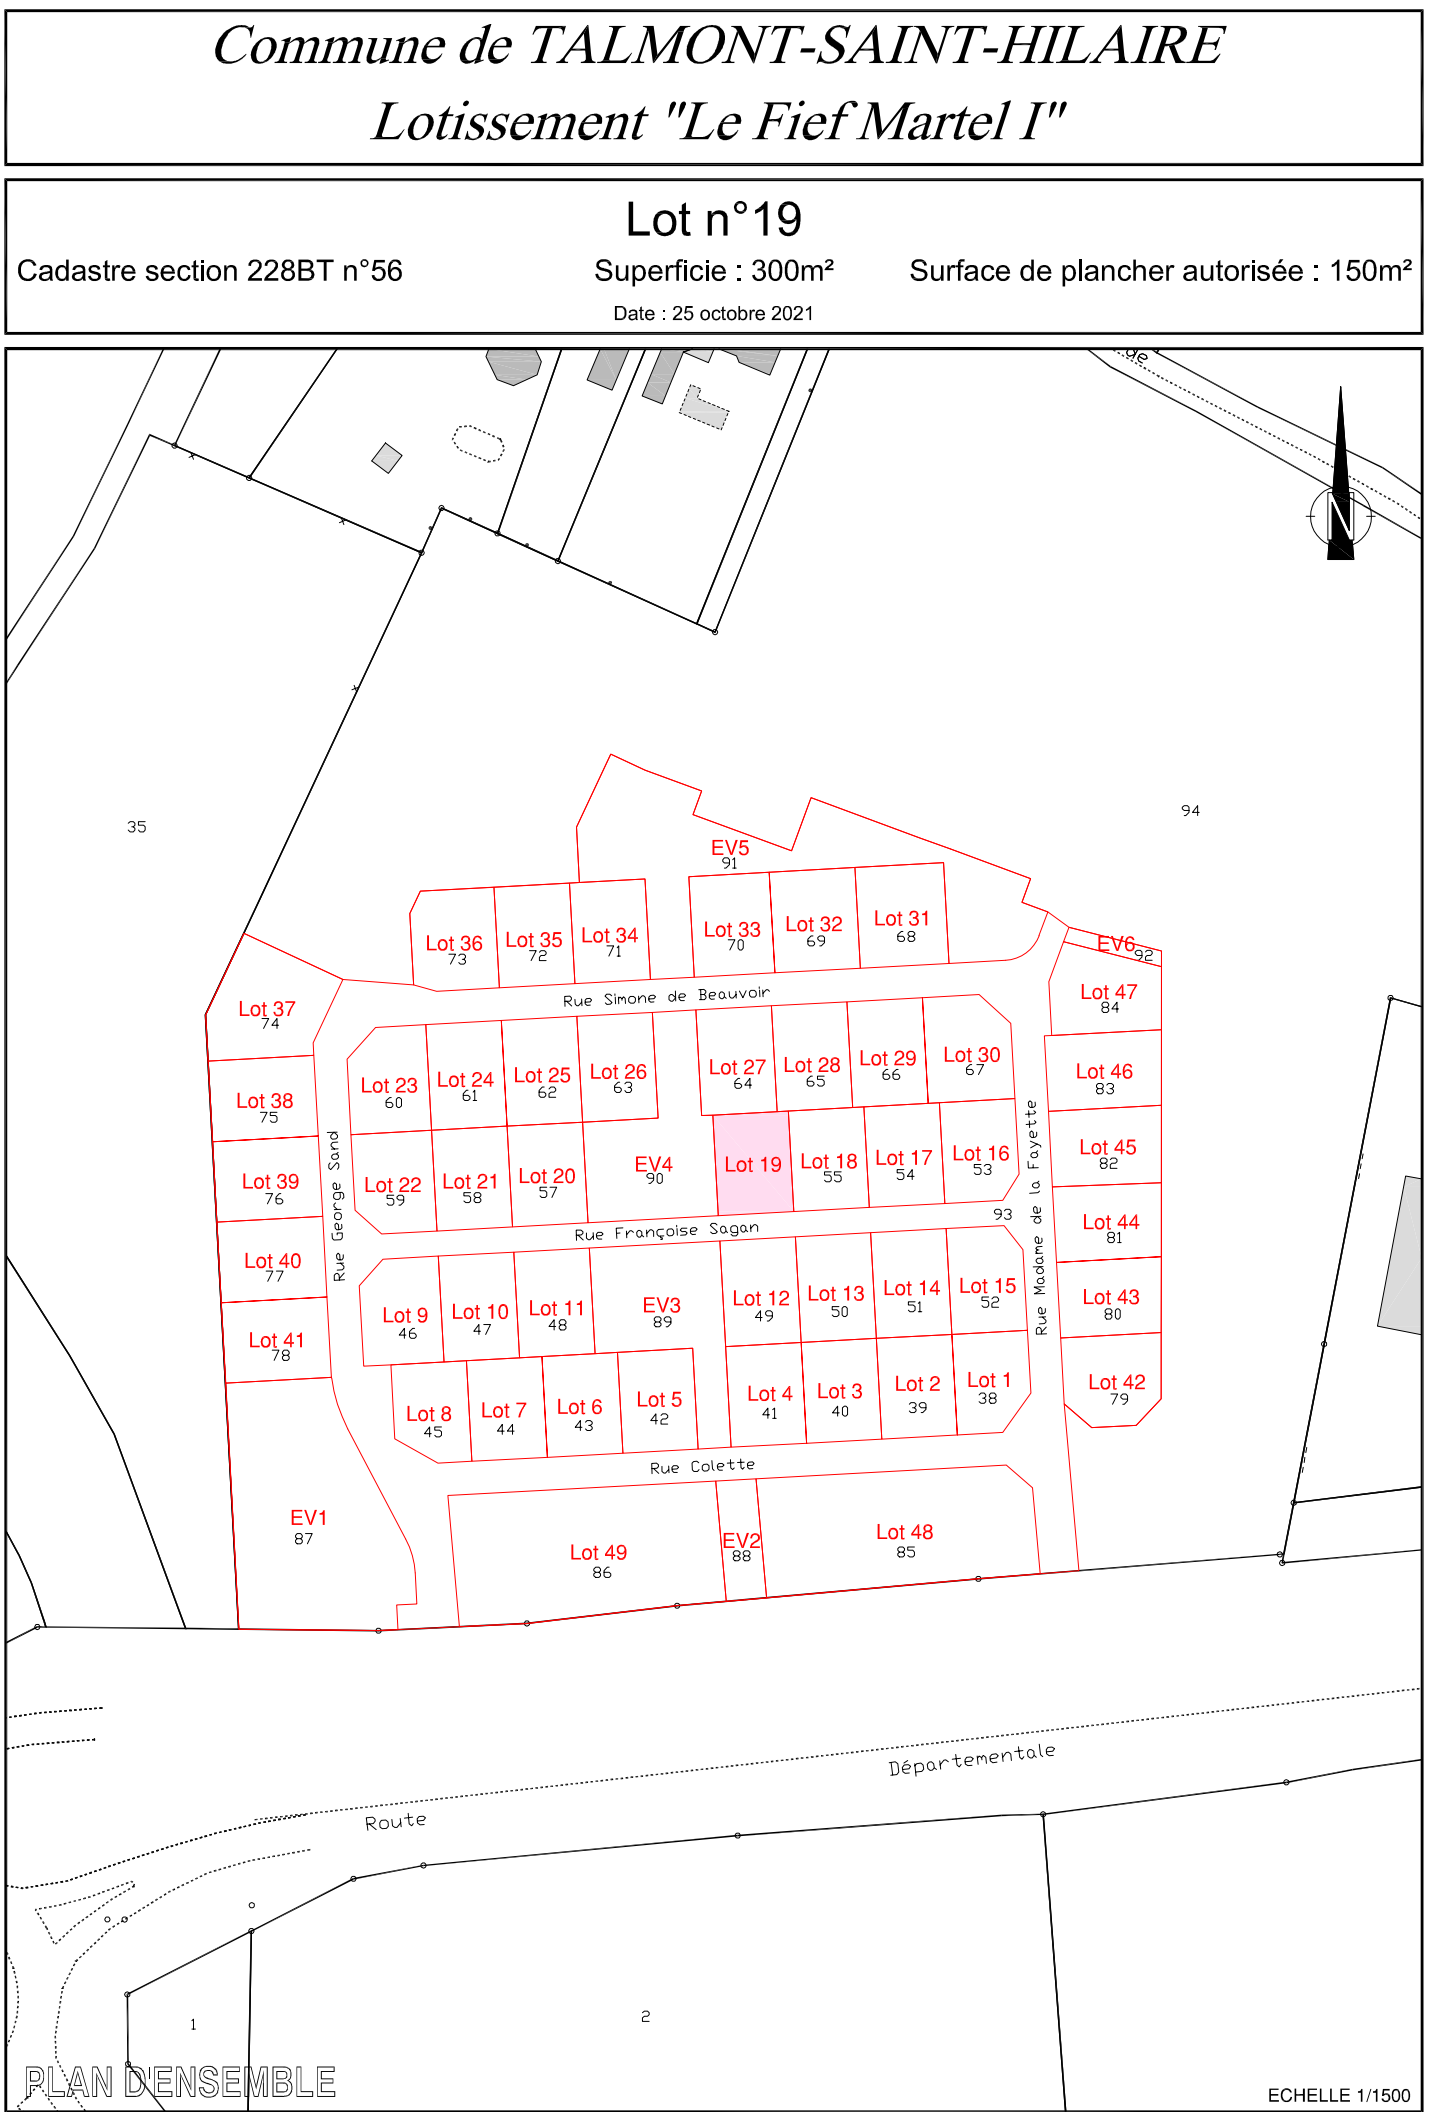 Commune de TALMONT-SAINT-HILAIRE
Lotissement "Le Fief Martel I"
Lot n°19
Cadastre section 228BT n°56
Superficie : 300m²
Surface de plancher autorisée : 150m²
Date : 25 octobre 2021
de
N
35
94
EV5
91
Lot 36
73
Lot 35
72
Lot 34
71
Lot 33
70
Lot 32
69
Lot 31
68
EV6
92
Lot 47
84
Lot 37
74
Rue Simone de Beauvoir
Lot 23
60
Lot 24
61
Lot 25
62
Lot 26
63
Lot 27
64
Lot 28
65
Lot 29
66
Lot 30
67
Lot 46
83
Lot 38
75
Rue George Sand
Rue Madame de la Fayette
Lot 39
76
Lot 22
59
Lot 21
58
Lot 20
57
EV4
90
Lot 19
Lot 18
55
Lot 17
54
Lot 16
53
Lot 45
82
93
Rue Françoise Sagan
Lot 44
81
Lot 40
77
Lot 9
46
Lot 10
47
Lot 11
48
EV3
89
Lot 12
49
Lot 13
50
Lot 14
51
Lot 15
52
Lot 43
80
Lot 41
78
Lot 8
45
Lot 7
44
Lot 6
43
Lot 5
42
Lot 4
41
Lot 3
40
Lot 2
39
Lot 1
38
Lot 42
79
Rue Colette
EV1
87
Lot 49
86
EV2
88
Lot 48
85
Route
Départementale
1
2
PLAN D'ENSEMBLE
ECHELLE 1/1500